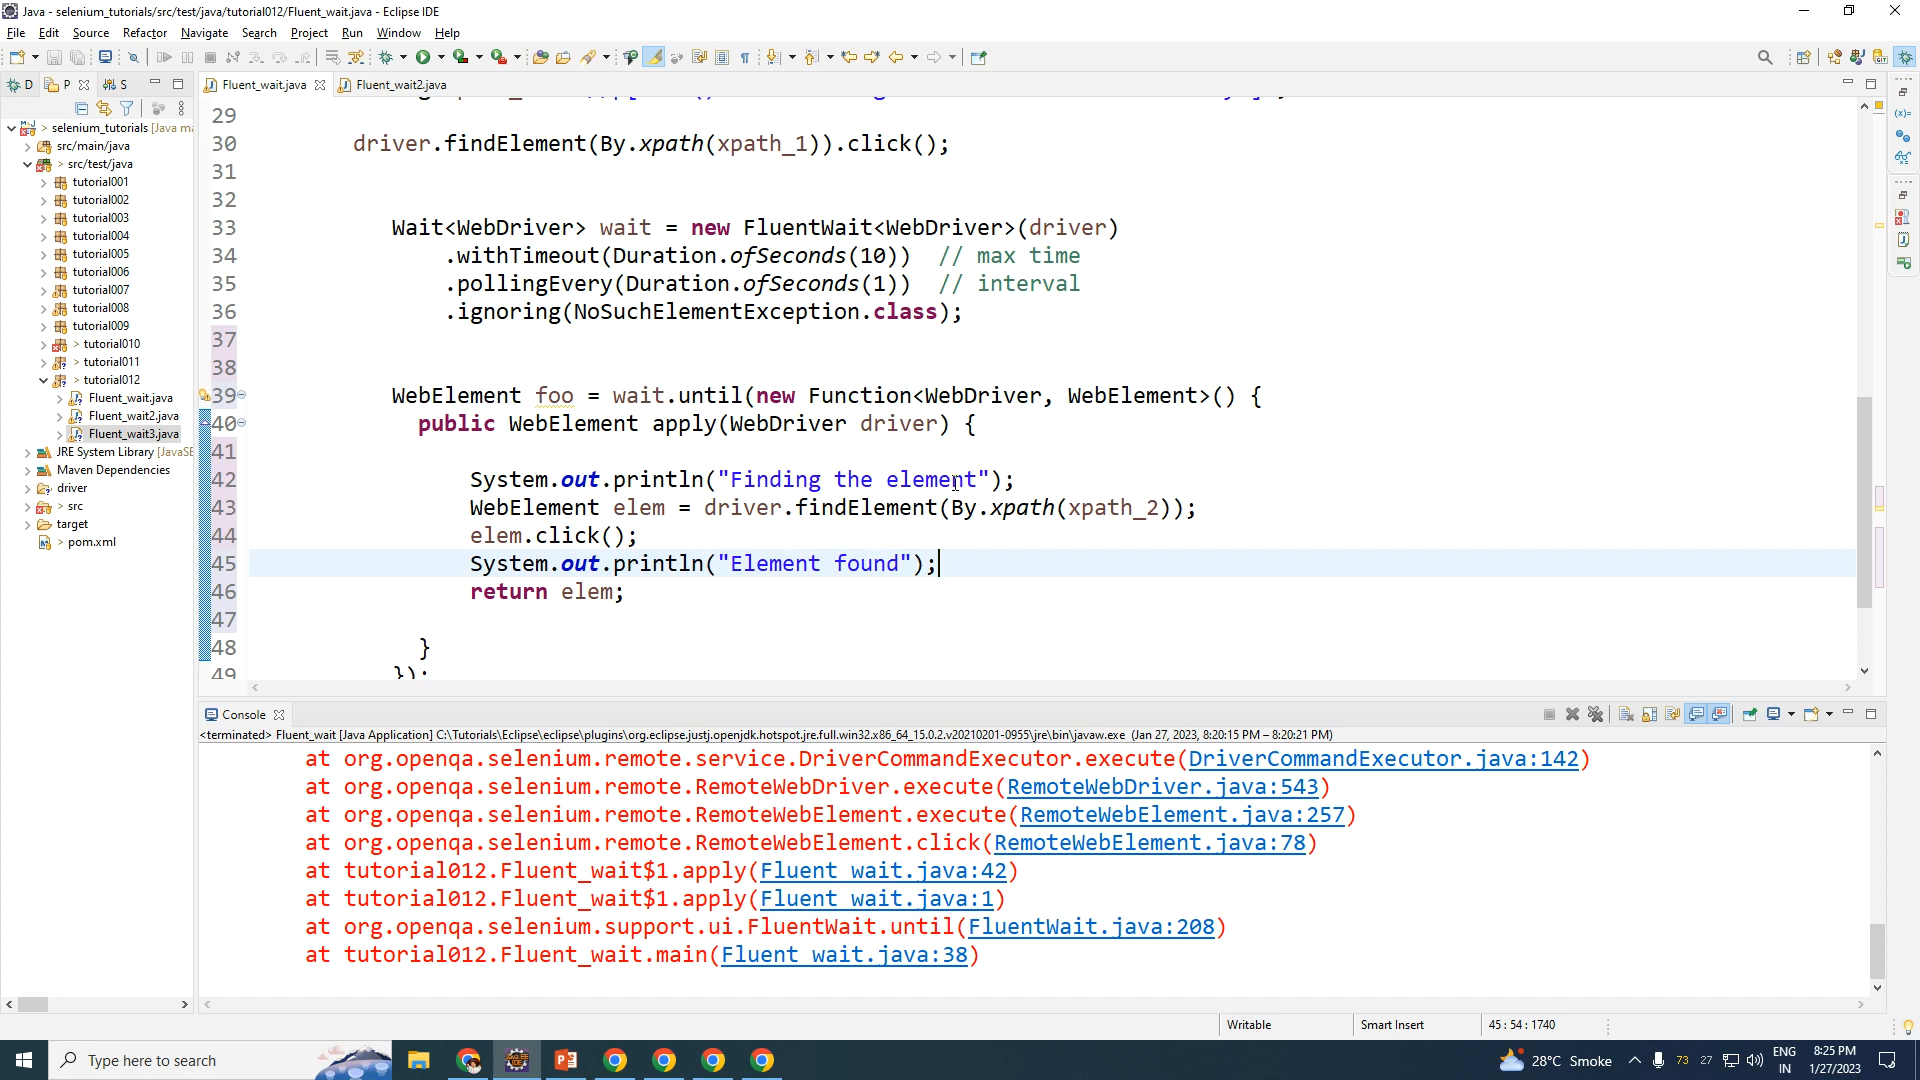 Java - selenium_tutorials/src/test/java/tutorial012/Fluent_wait.java - Eclipse IDE
File Edit Source Refactor Navigate Search Project Run Window Help
D P S
Fluent_wait.java Fluent_wait2.java
selenium_tutorials [Java ma
src/main/java
> src/test/java
tutorial001
tutorial002
tutorial003
tutorial004
tutorial005
tutorial006
tutorial007
tutorial008
tutorial009
> tutorial010
> tutorial011
> tutorial012
Fluent_wait.java
Fluent_wait2.java
Fluent_wait3.java
JRE System Library [JavaSE
Maven Dependencies
driver
> src
target
> pom.xml
29
30 driver.findElement(By.xpath(xpath_1)).click();
31
32
33 Wait<WebDriver> wait = new FluentWait<WebDriver>(driver)
34 .withTimeout(Duration.ofSeconds(10)) // max time
35 .pollingEvery(Duration.ofSeconds(1)) // interval
36 .ignoring(NoSuchElementException.class);
37
38
39 WebElement foo = wait.until(new Function<WebDriver, WebElement>() {
40 public WebElement apply(WebDriver driver) {
41
42 System.out.println("Finding the element");
43 WebElement elem = driver.findElement(By.xpath(xpath_2));
44 elem.click();
45 System.out.println("Element found");
46 return elem;
47
48 }
49 });
Console
<terminated> Fluent_wait [Java Application] C:\Tutorials\Eclipse\eclipse\plugins\org.eclipse.justj.openjdk.hotspot.jre.full.win32.x86_64_15.0.2.v20210201-0955\jre\bin\javaw.exe (Jan 27, 2023, 8:20:15 PM – 8:20:21 PM)
at org.openqa.selenium.remote.service.DriverCommandExecutor.execute(DriverCommandExecutor.java:142)
at org.openqa.selenium.remote.RemoteWebDriver.execute(RemoteWebDriver.java:543)
at org.openqa.selenium.remote.RemoteWebElement.execute(RemoteWebElement.java:257)
at org.openqa.selenium.remote.RemoteWebElement.click(RemoteWebElement.java:78)
at tutorial012.Fluent_wait$1.apply(Fluent_wait.java:42)
at tutorial012.Fluent_wait$1.apply(Fluent_wait.java:1)
at org.openqa.selenium.support.ui.FluentWait.until(FluentWait.java:208)
at tutorial012.Fluent_wait.main(Fluent_wait.java:38)
Writable Smart Insert 45 : 54 : 1740
Type here to search
28°C Smoke 73 27 ENG IN 8:25 PM 1/27/2023